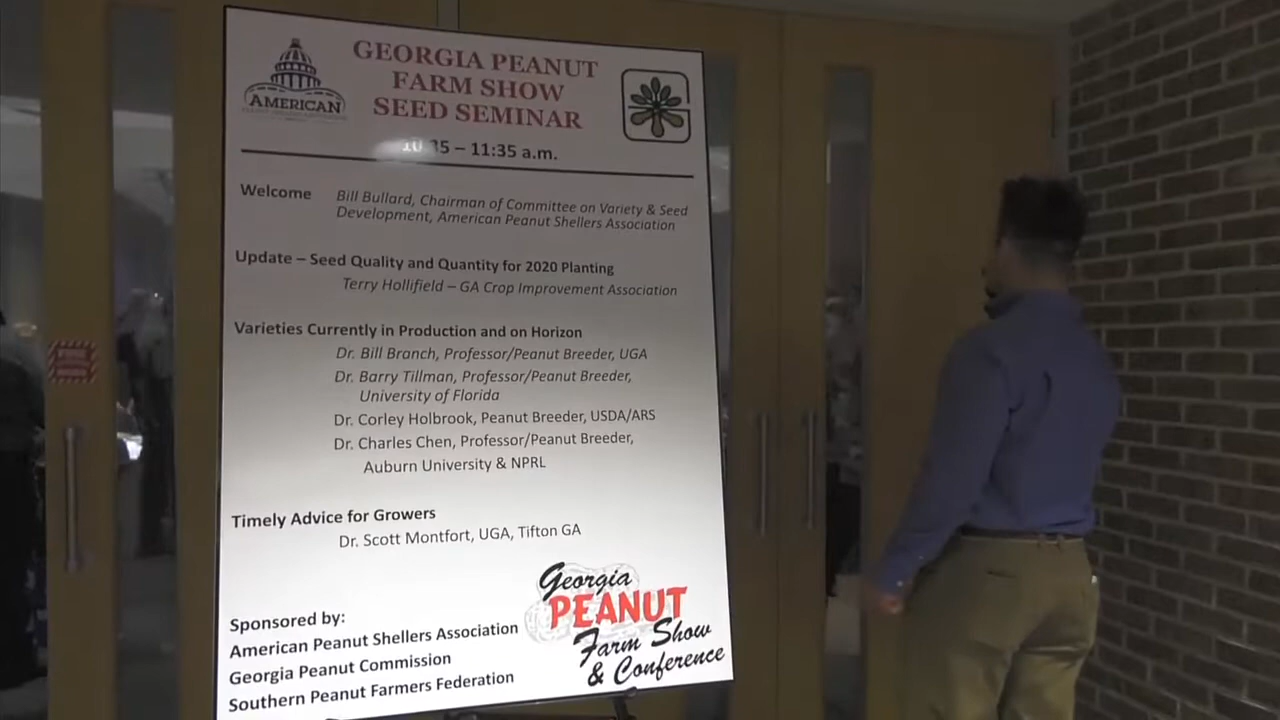 AMERICAN
GEORGIA PEANUT
FARM SHOW
SEED SEMINAR
– 11:35 a.m.
Welcome Bill Bullard, Chairman of Committee on Variety & Seed
Development, American Peanut Shellers Association
Update – Seed Quality and Quantity for 2020 Planting
Terry Hollifield – GA Crop Improvement Association
Varieties Currently in Production and on Horizon
Dr. Bill Branch, Professor/Peanut Breeder, UGA
Dr. Barry Tillman, Professor/Peanut Breeder,
University of Florida
Dr. Corley Holbrook, Peanut Breeder, USDA/ARS
Dr. Charles Chen, Professor/Peanut Breeder,
Auburn University & NPRL
Timely Advice for Growers
Dr. Scott Montfort, UGA, Tifton GA
Sponsored by:
American Peanut Shellers Association
Georgia Peanut Commission
Southern Peanut Farmers Federation
Georgia
PEANUT
Farm Show
& Conference